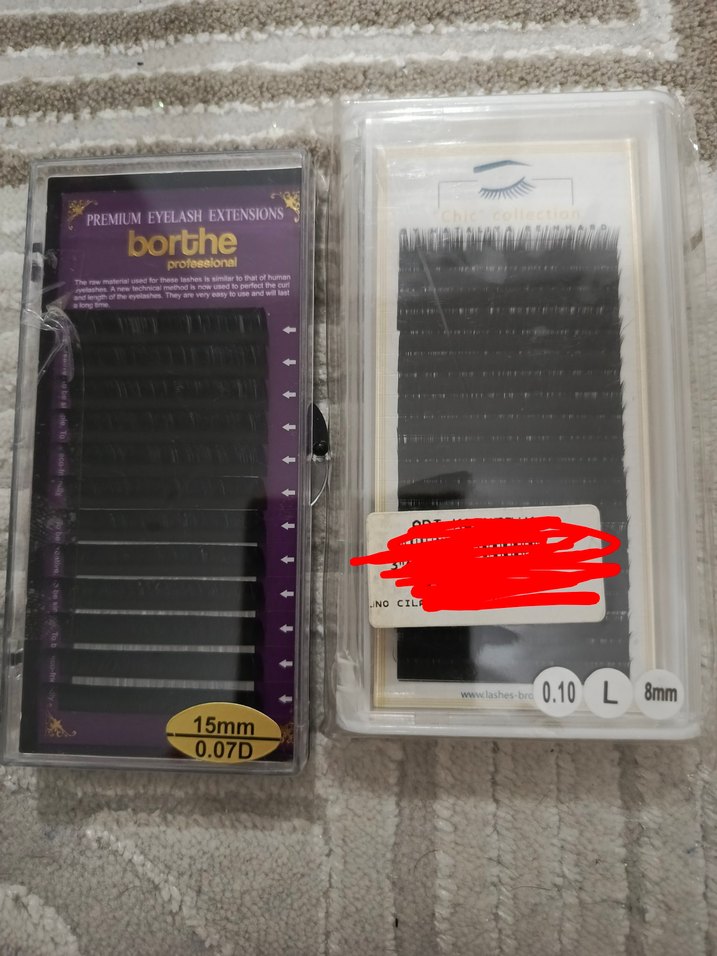 PREMIUM EYELASH EXTENSIONS
borthe
professional
The raw material used for these lashes is similar to that of human
eyelashes. A new technical method is now used to perfect the curl
and length of the eyelashes. They are very easy to use and will last
a long time.
15mm
0.07D
"Chic" collection
NO
www.lashes-bro
0.10
L
8mm